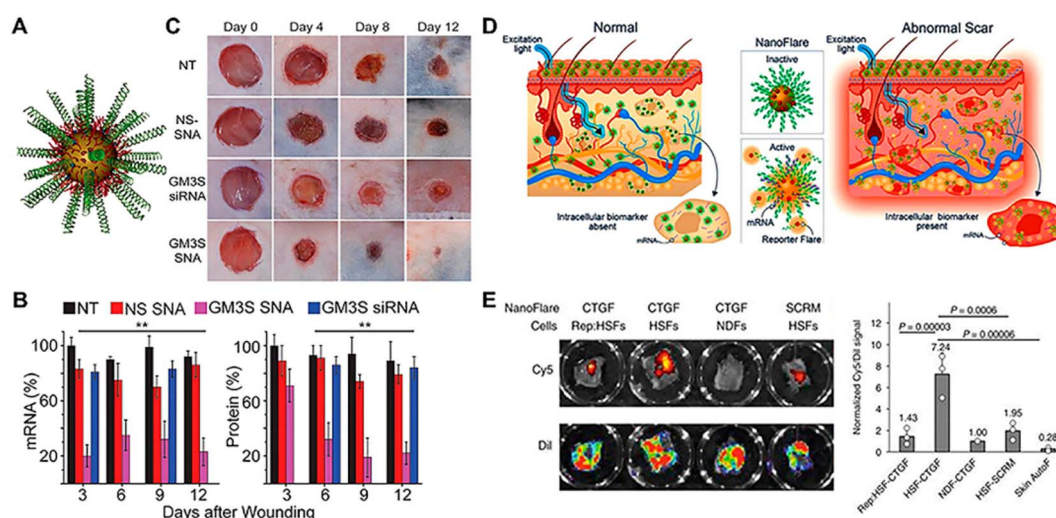 A
C
Day 0 Day 4 Day 8 Day 12
NT
NS-
SNA
GM3S
siRNA
GM3S
SNA
B
NT NS SNA GM3S SNA GM3S siRNA
**
**
mRNA (%)
100
80
60
40
20
3 6 9 12
Protein (%)
100
80
60
40
20
3 6 9 12
Days after Wounding
D
Normal
Excitation
light
Intracellular biomarker
absent
mRNA
NanoFlare
Inactive
Active
mRNA
Reporter Flare
Abnormal Scar
Excitation
light
Intracellular biomarker
present
mRNA
E
NanoFlare CTGF CTGF CTGF SCRM
Cells Rep:HSFs HSFs NDFs HSFs
Cy5
DiI
Normalized Cy5/DiI signal
12
10
8
6
4
2
0
P = 0.0006
P = 0.00003
P = 0.00006
1.43
7.24
1.00
1.95
0.28
Rep:HSF-CTGF
HSF-CTGF
NDF-CTGF
HSF-SCRM
Skin AutoF